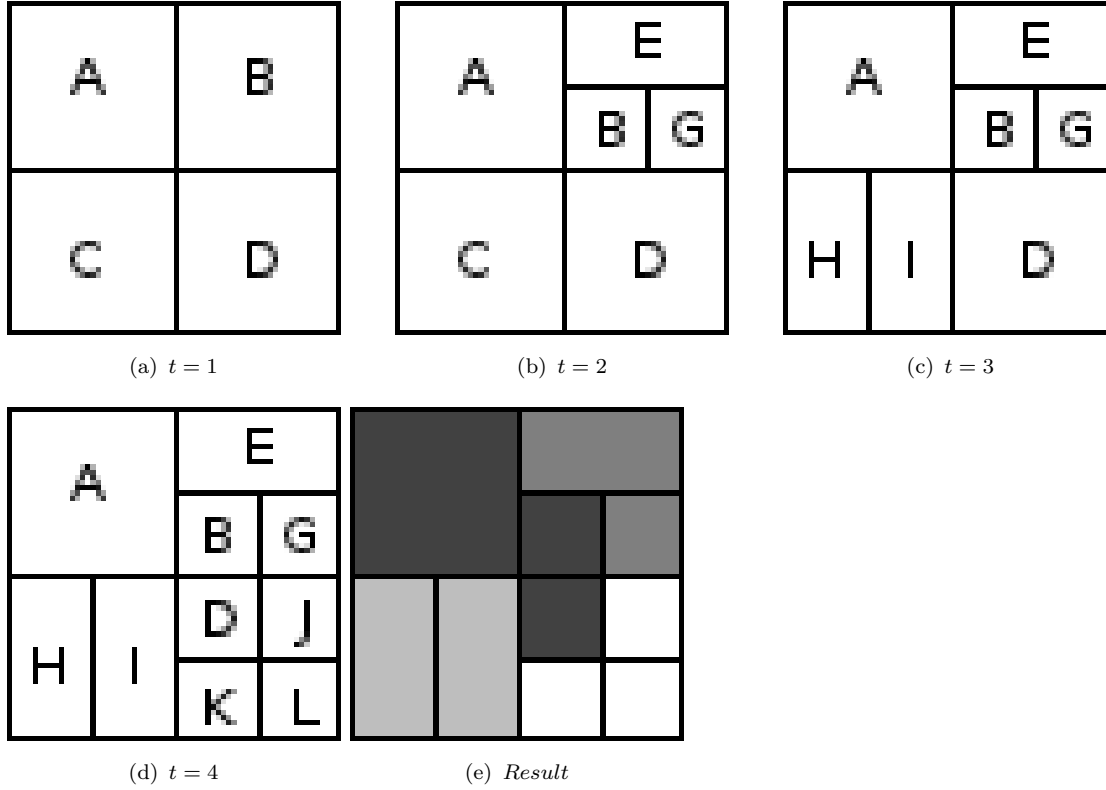 A B
C D
(a) t = 1
A E
B G
C D
(b) t = 2
A E
B G
H I D
(c) t = 3
A E
B G
H I D J
K L
(d) t = 4
(e) Result